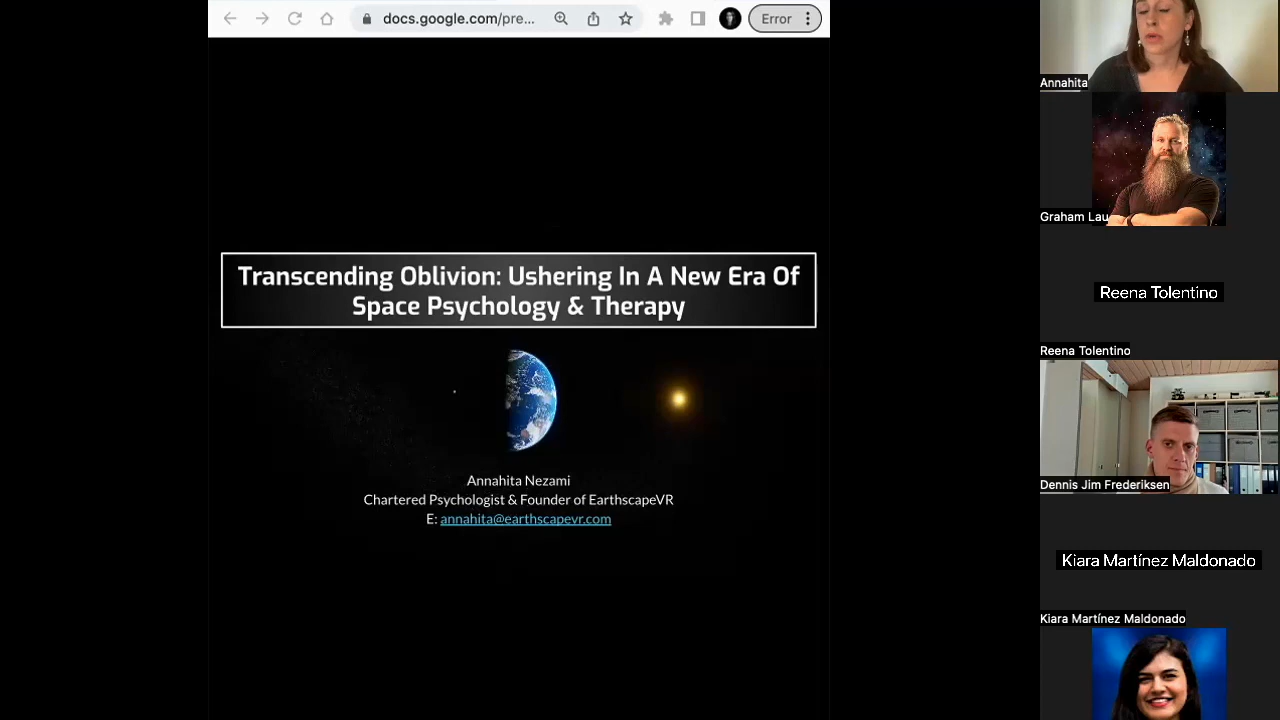 docs.google.com/pre...
Error
Transcending Oblivion: Ushering In A New Era Of
Space Psychology & Therapy
Annahita Nezami
Chartered Psychologist & Founder of EarthscapeVR
E: annahita@earthscapevr.com
Annahita
Graham Lau
Reena Tolentino
Reena Tolentino
Dennis Jim Frederiksen
Kiara Martínez Maldonado
Kiara Martínez Maldonado